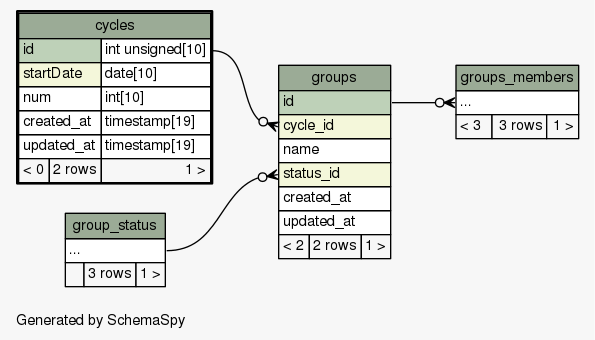 cycles
id int unsigned[10]
startDate date[10]
num int[10]
created_at timestamp[19]
updated_at timestamp[19]
< 0 2 rows 1 >
groups
id
cycle_id
name
status_id
created_at
updated_at
< 2 2 rows 1 >
groups_members
...
< 3 3 rows 1 >
group_status
...
3 rows 1 >
Generated by SchemaSpy